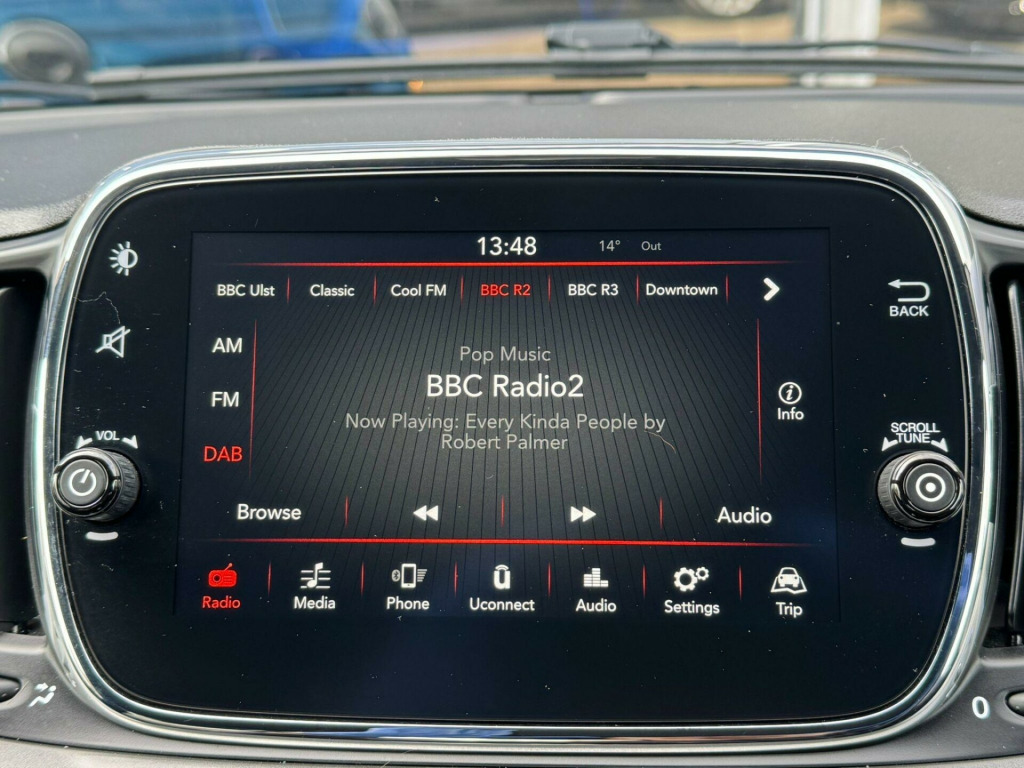 13:48 14° Out
BBC Ulst Classic Cool FM BBC R2 BBC R3 Downtown
BACK
AM
Pop Music
BBC Radio2
FM
Info
Now Playing: Every Kinda People by
Robert Palmer
VOL
SCROLL
TUNE
DAB
Browse
Audio
Radio Media Phone Uconnect Audio Settings Trip
0